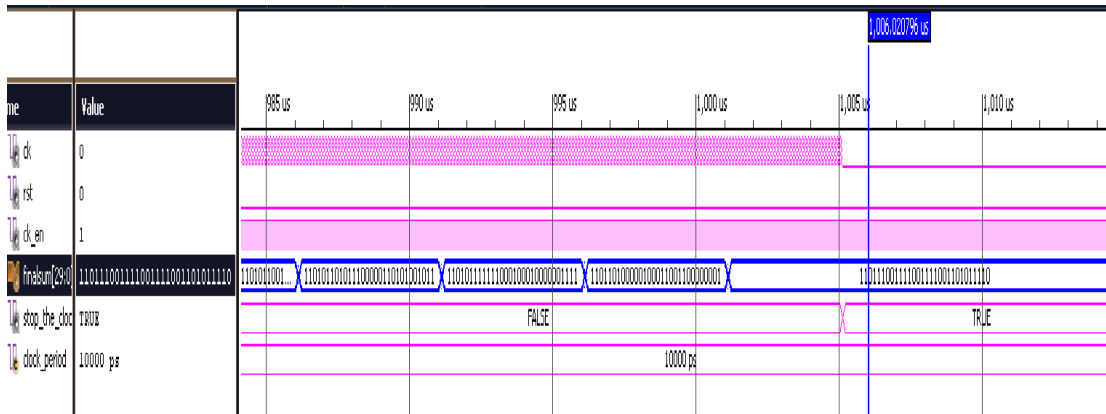 1,006.020796 us
me Value 985 us 990 us 995 us 1,000 us 1,005 us 1,010 us
ck 0
rst 0
ck_en 1
finalsum[29:0] 110111001111001111001101011110 1101011001... 110101101011100000110101001011 110101111111000100010000001111 110110100000010001100110000001 110111001111001111001101011110
stop_the_cloc TRUE FALSE TRUE
clock_period 10000 ps 10000 ps